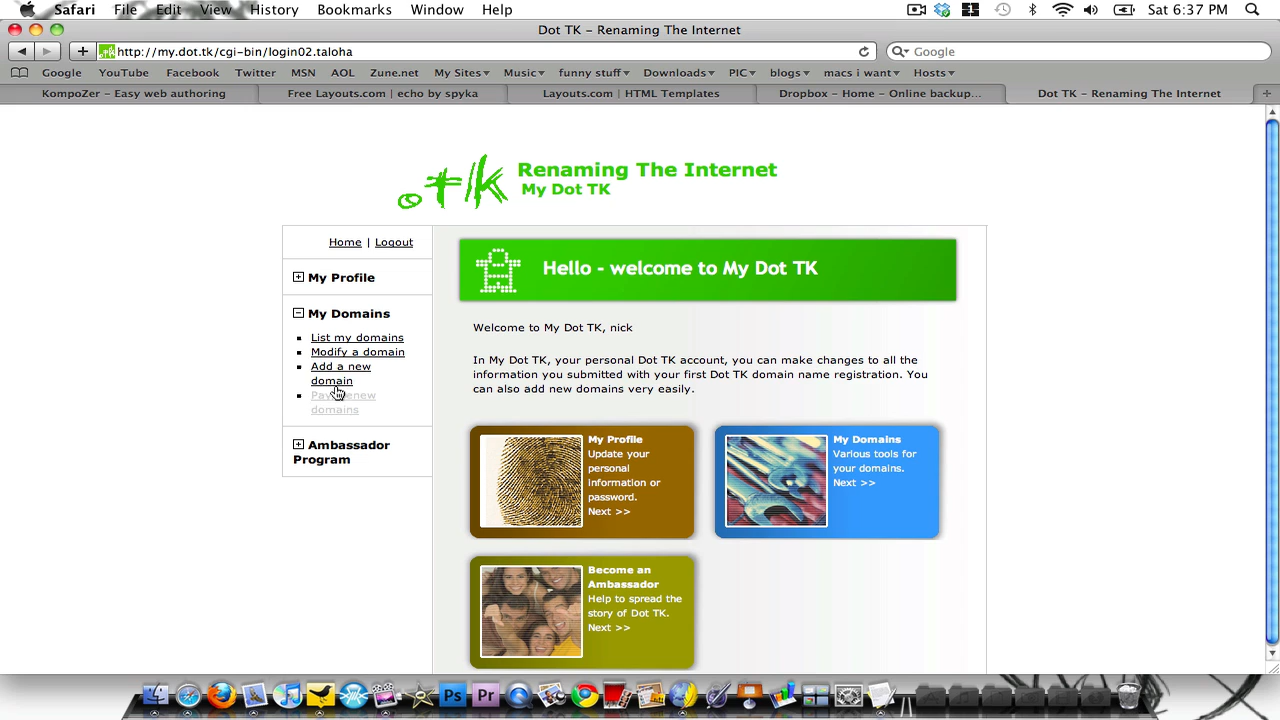 Safari File Edit View History Bookmarks Window Help
1 Sat 6:37 PM
Dot TK – Renaming The Internet
http://my.dot.tk/cgi-bin/login02.taloha
Google
Google YouTube Facebook Twitter MSN AOL Zune.net My Sites▾ Music▾ funny stuff▾ Downloads▾ PIC▾ blogs▾ macs i want▾ Hosts▾
KompoZer – Easy web authoring Free Layouts.com | echo by spyka Layouts.com | HTML Templates Dropbox – Home – Online backup... Dot TK – Renaming The Internet
.tk
Renaming The Internet
My Dot TK
Home | Logout
My Profile
My Domains
List my domains
Modify a domain
Add a new
domain
domains
Ambassador
Program
Hello - welcome to My Dot TK
Welcome to My Dot TK, nick
In My Dot TK, your personal Dot TK account, you can make changes to all the
information you submitted with your first Dot TK domain name registration. You
can also add new domains very easily.
My Profile
Update your
personal
information or
password.
Next >>
My Domains
Various tools for
your domains.
Next >>
Become an
Ambassador
Help to spread the
story of Dot TK.
Next >>
Ps Pr